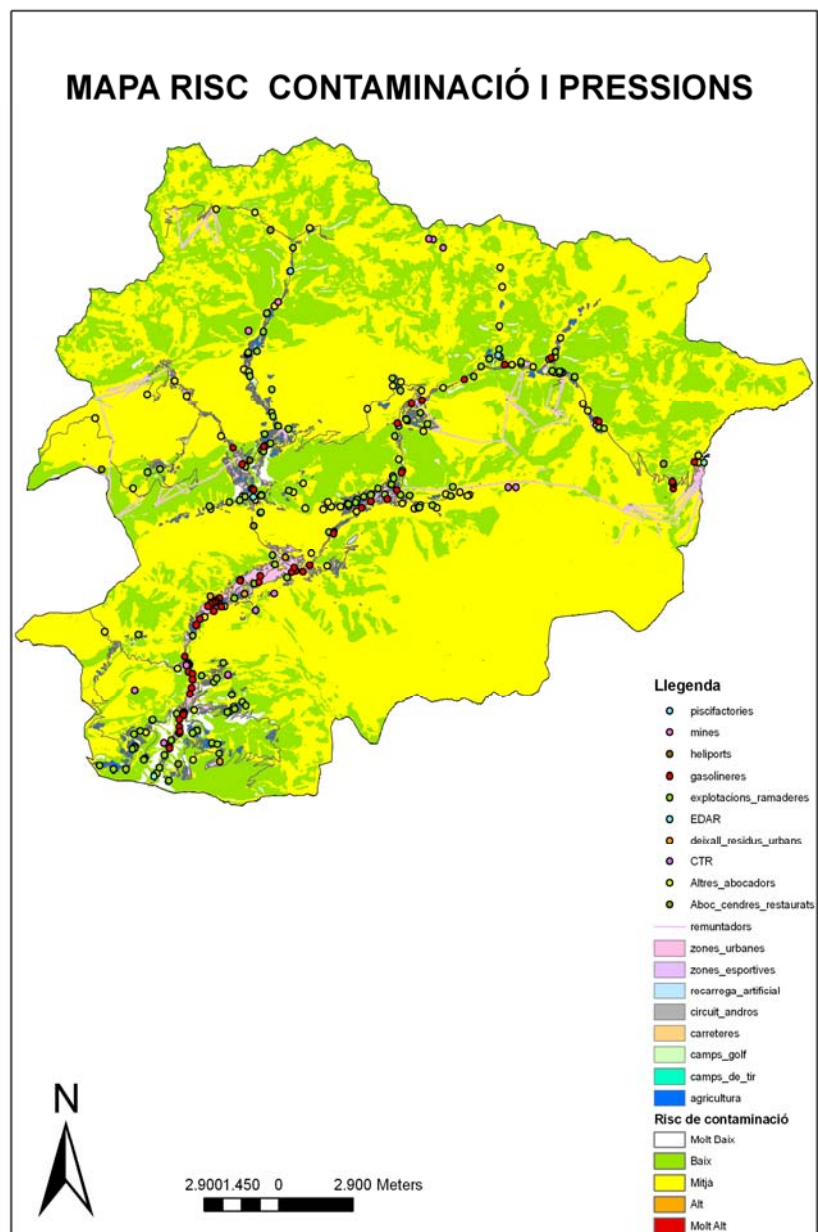 MAPA RISC CONTAMINACIÓ I PRESSIONS
Llegenda
piscifactories
mines
heliports
gasolineres
explotacions_ramaderes
EDAR
deixall_residus_urbans
CTR
Altres_abocadors
Aboc_cendres_restaurats
remuntadors
zones_urbanes
zones_esportives
recarrega_artificial
circuit_andros
carreteres
camps_golf
camps_de_tir
agricultura
Risc de contaminació
Molt Baix
Baix
Mitjà
Alt
Molt Alt
N
2.9001.450 0 2.900 Meters